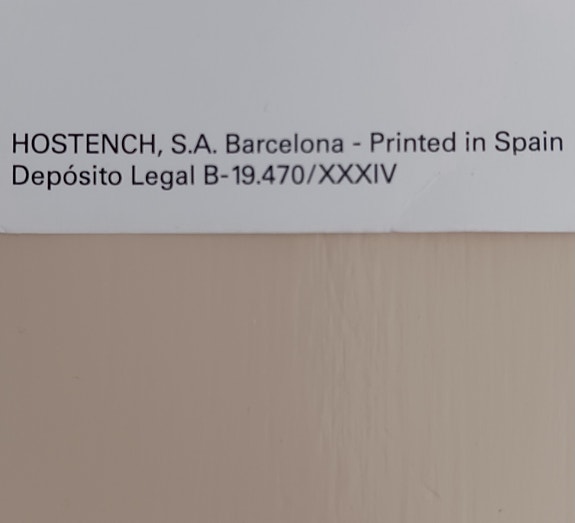 HOSTENCH, S.A. Barcelona - Printed in Spain
Depósito Legal B-19.470/XXXIV